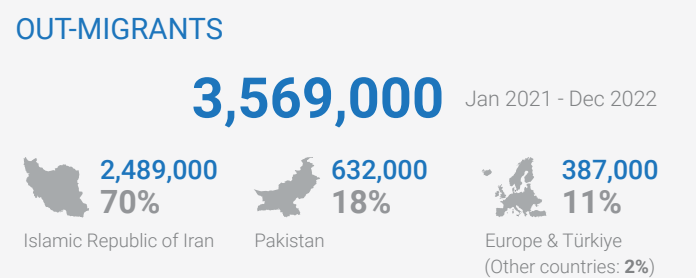 OUT-MIGRANTS
3,569,000 Jan 2021 - Dec 2022
2,489,000 632,000 387,000
70% 18% 11%
Islamic Republic of Iran Pakistan Europe & Türkiye
(Other countries: 2%)